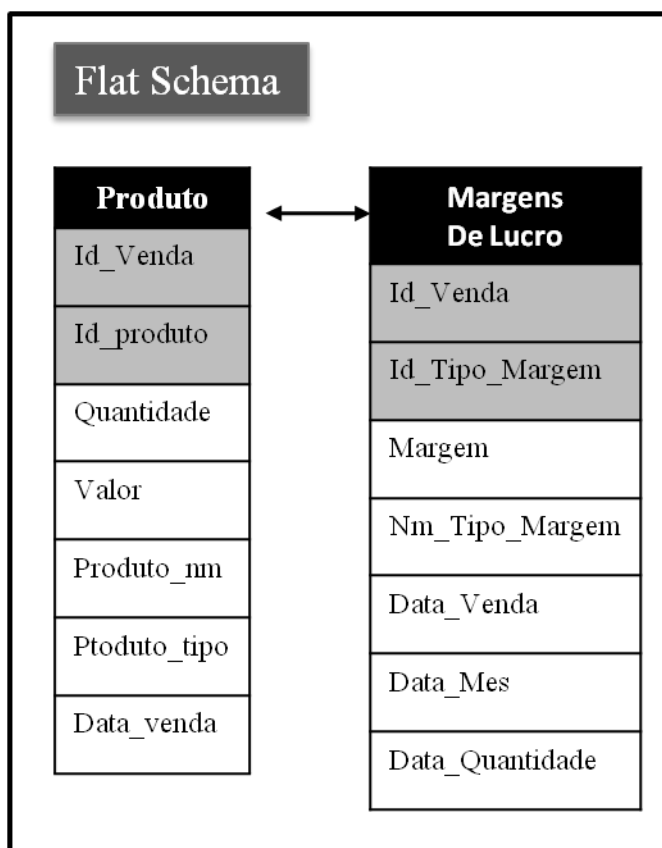 Flat Schema
Produto
Id_Venda
Id_produto
Quantidade
Valor
Produto_nm
Ptoduto_tipo
Data_venda
Margens
De Lucro
Id_Venda
Id_Tipo_Margem
Margem
Nm_Tipo_Margem
Data_Venda
Data_Mes
Data_Quantidade